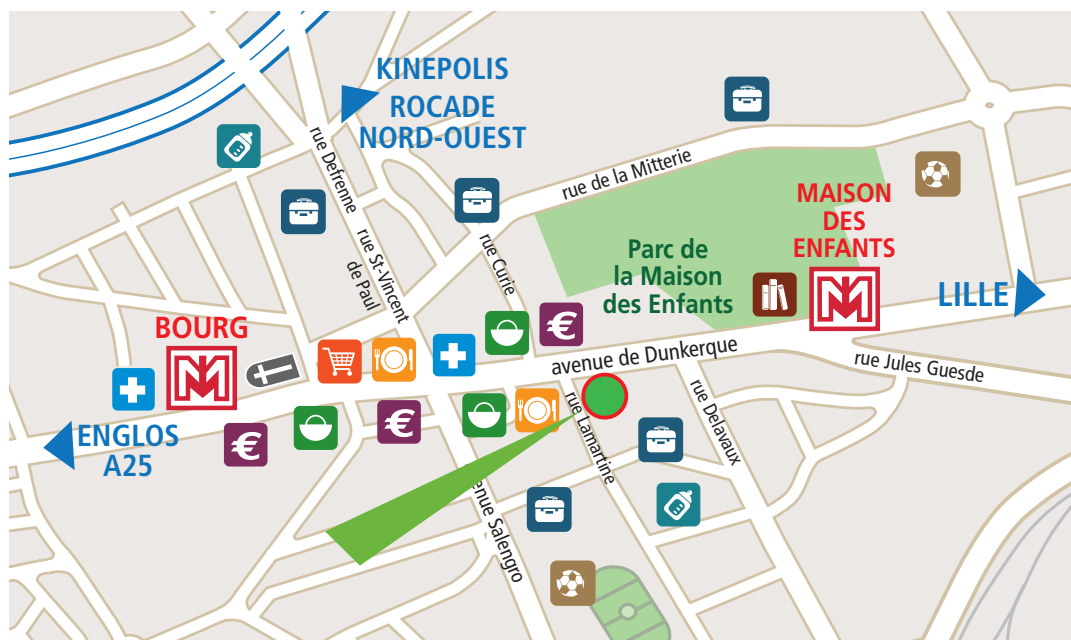 KINEPOLIS
ROCADE
NORD-OUEST
rue Defrenne
rue de la Mitterie
MAISON
DES
ENFANTS
rue St-Vincent
de Paul
rue Curie
Parc de
la Maison
des Enfants
LILLE
BOURG
€
avenue de Dunkerque
rue Jules Guesde
€
€
ENGLOS
A25
rue Lamartine
rue Delavaux
enue Salengro